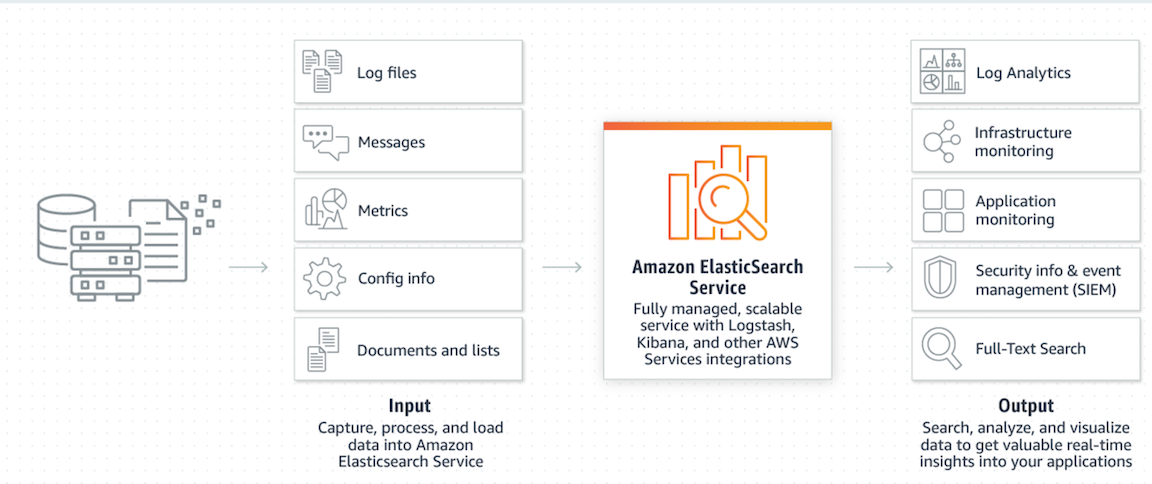 Log files
Messages
Metrics
Config info
Documents and lists
Input
Capture, process, and load
data into Amazon
Elasticsearch Service
Amazon ElasticSearch
Service
Fully managed, scalable
service with Logstash,
Kibana, and other AWS
Services integrations
Log Analytics
Infrastructure
monitoring
Application
monitoring
Security info & event
management (SIEM)
Full-Text Search
Output
Search, analyze, and visualize
data to get valuable real-time
insights into your applications